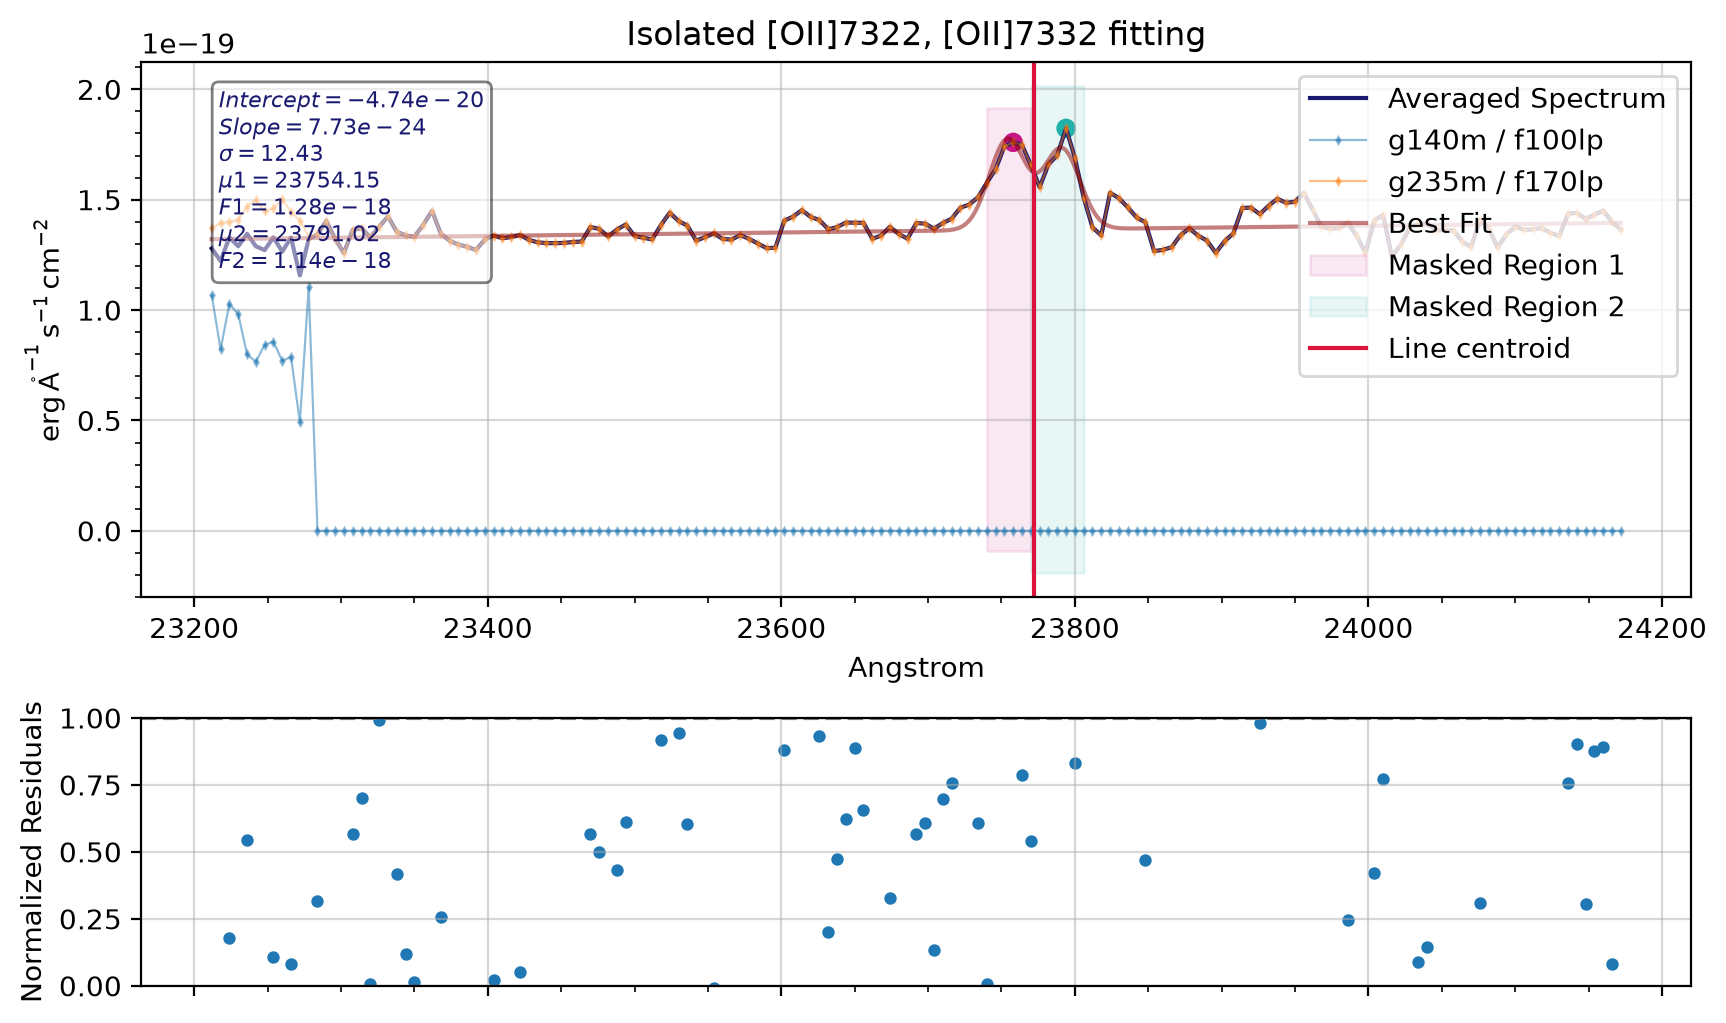 Isolated [OII]7322, [OII]7332 fitting
1e−19
2.0
1.5
1.0
0.5
0.0
erg Å⁻¹ s⁻¹ cm⁻²
Intercept = −4.74e − 20
Slope = 7.73e − 24
σ = 12.43
μ1 = 23754.15
F1 = 1.28e − 18
μ2 = 23791.02
F2 = 1.14e − 18
Averaged Spectrum
g140m / f100lp
g235m / f170lp
Best Fit
Masked Region 1
Masked Region 2
Line centroid
23200 23400 23600 23800 24000 24200
Angstrom
Normalized Residuals
1.00
0.75
0.50
0.25
0.00